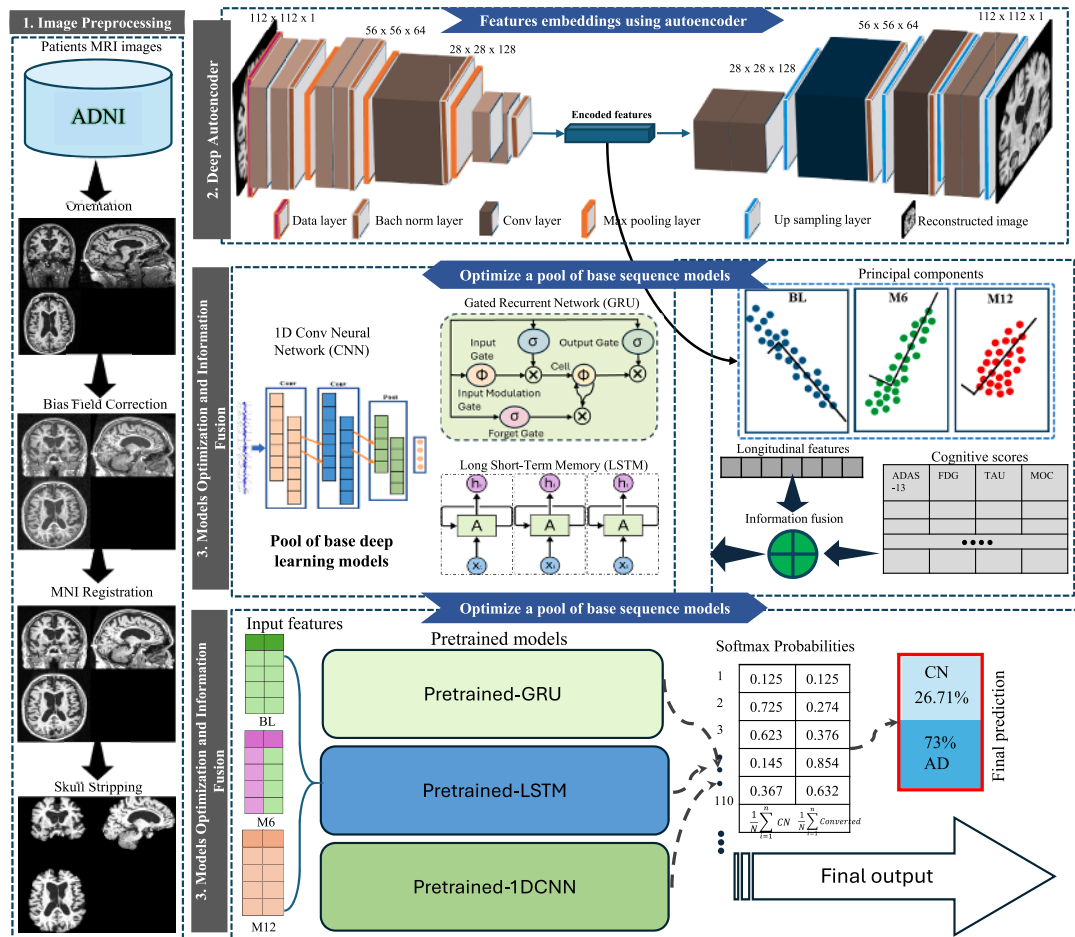 1. Image Preprocessing
Patients MRI images
ADNI
Orientation
Bias Field Correction
MNI Registration
Skull Stripping
2. Deep Autoencoder
Features embeddings using autoencoder
112 x 112 x 1
56 x 56 x 64
28 x 28 x 128
Encoded features
28 x 28 x 128
56 x 56 x 64
112 x 112 x 1
Data layer
Bach norm layer
Conv layer
Max pooling layer
Up sampling layer
Reconstructed image
3. Models Optimization and Information
Fusion
Optimize a pool of base sequence models
1D Conv Neural
Network (CNN)
Conv
Conv
Pool
Pool of base deep
learning models
Gated Recurrent Network (GRU)
Input
Gate
σ
Output Gate
σ
Φ
Cell
Φ
Input Modulation
Gate
σ
Forget Gate
Long Short-Term Memory (LSTM)
A
A
A
Principal components
BL
M6
M12
Longitudinal features
Information fusion
Cognitive scores
ADAS
-13
FDG
TAU
MOC
3. Models Optimization and Information
Fusion
Optimize a pool of base sequence models
Input features
BL
M6
M12
Pretrained models
Pretrained-GRU
Pretrained-LSTM
Pretrained-1DCNN
Softmax Probabilities
1
0.125 0.125
2
0.725 0.274
3
0.623 0.376
0.145 0.854
110
0.367 0.632
1/N ∑ i=1 n CN 1/N ∑ i=1 n Converted
CN
26.71%
73%
AD
Final prediction
Final output